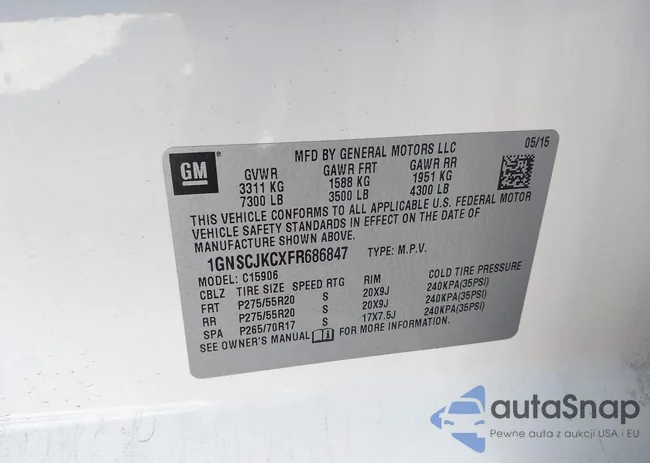 MFD BY GENERAL MOTORS LLC
05/15
GM
GVWR GAWR FRT GAWR RR
3311 KG 1588 KG 1951 KG
7300 LB 3500 LB 4300 LB
THIS VEHICLE CONFORMS TO ALL APPLICABLE U.S. FEDERAL MOTOR
VEHICLE SAFETY STANDARDS IN EFFECT ON THE DATE OF
MANUFACTURE SHOWN ABOVE.
1GNSCJKCXFR686847 TYPE: M.P.V.
MODEL: C15906
CBLZ TIRE SIZE SPEED RTG RIM COLD TIRE PRESSURE
FRT P275/55R20 S 20X9J 240KPA(35PSI)
RR P275/55R20 S 20X9J 240KPA(35PSI)
SPA P265/70R17 S 17X7.5J 240KPA(35PSI)
SEE OWNER'S MANUAL FOR MORE INFORMATION.
autaSnap
Pewne auta z aukcji USA i EU